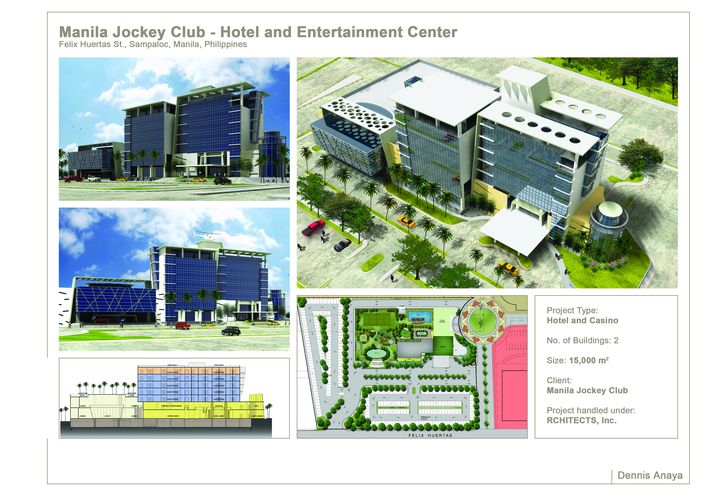 Manila Jockey Club - Hotel and Entertainment Center
Felix Huertas St., Sampaloc, Manila, Philippines
FELIX HUERTAS
Project Type:
Hotel and Casino
No. of Buildings: 2
Size: 15,000 m²
Client:
Manila Jockey Club
Project handled under:
RCHITECTS, Inc.
Dennis Anaya